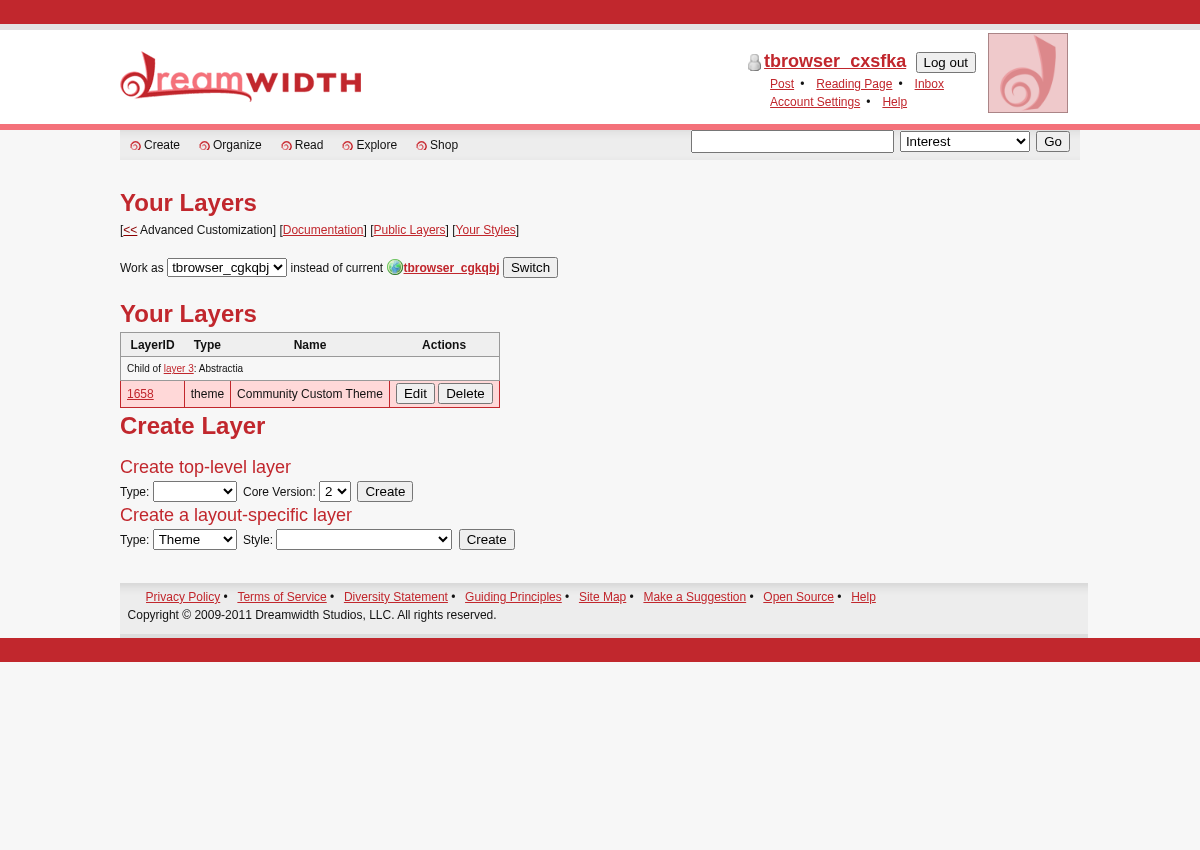 dreamWIDTH
tbrowser_cxsfka Log out
Post • Reading Page • Inbox
Account Settings • Help
Create Organize Read Explore Shop Interest Go
Your Layers
[<< Advanced Customization] [Documentation] [Public Layers] [Your Styles]
Work as tbrowser_cgkqbj instead of current tbrowser_cgkqbj Switch
Your Layers
LayerID Type Name Actions
Child of layer 3: Abstractia
1658 theme Community Custom Theme Edit Delete
Create Layer
Create top-level layer
Type: Core Version: 2 Create
Create a layout-specific layer
Type: Theme Style: Create
Privacy Policy • Terms of Service • Diversity Statement • Guiding Principles • Site Map • Make a Suggestion • Open Source • Help
Copyright © 2009-2011 Dreamwidth Studios, LLC. All rights reserved.